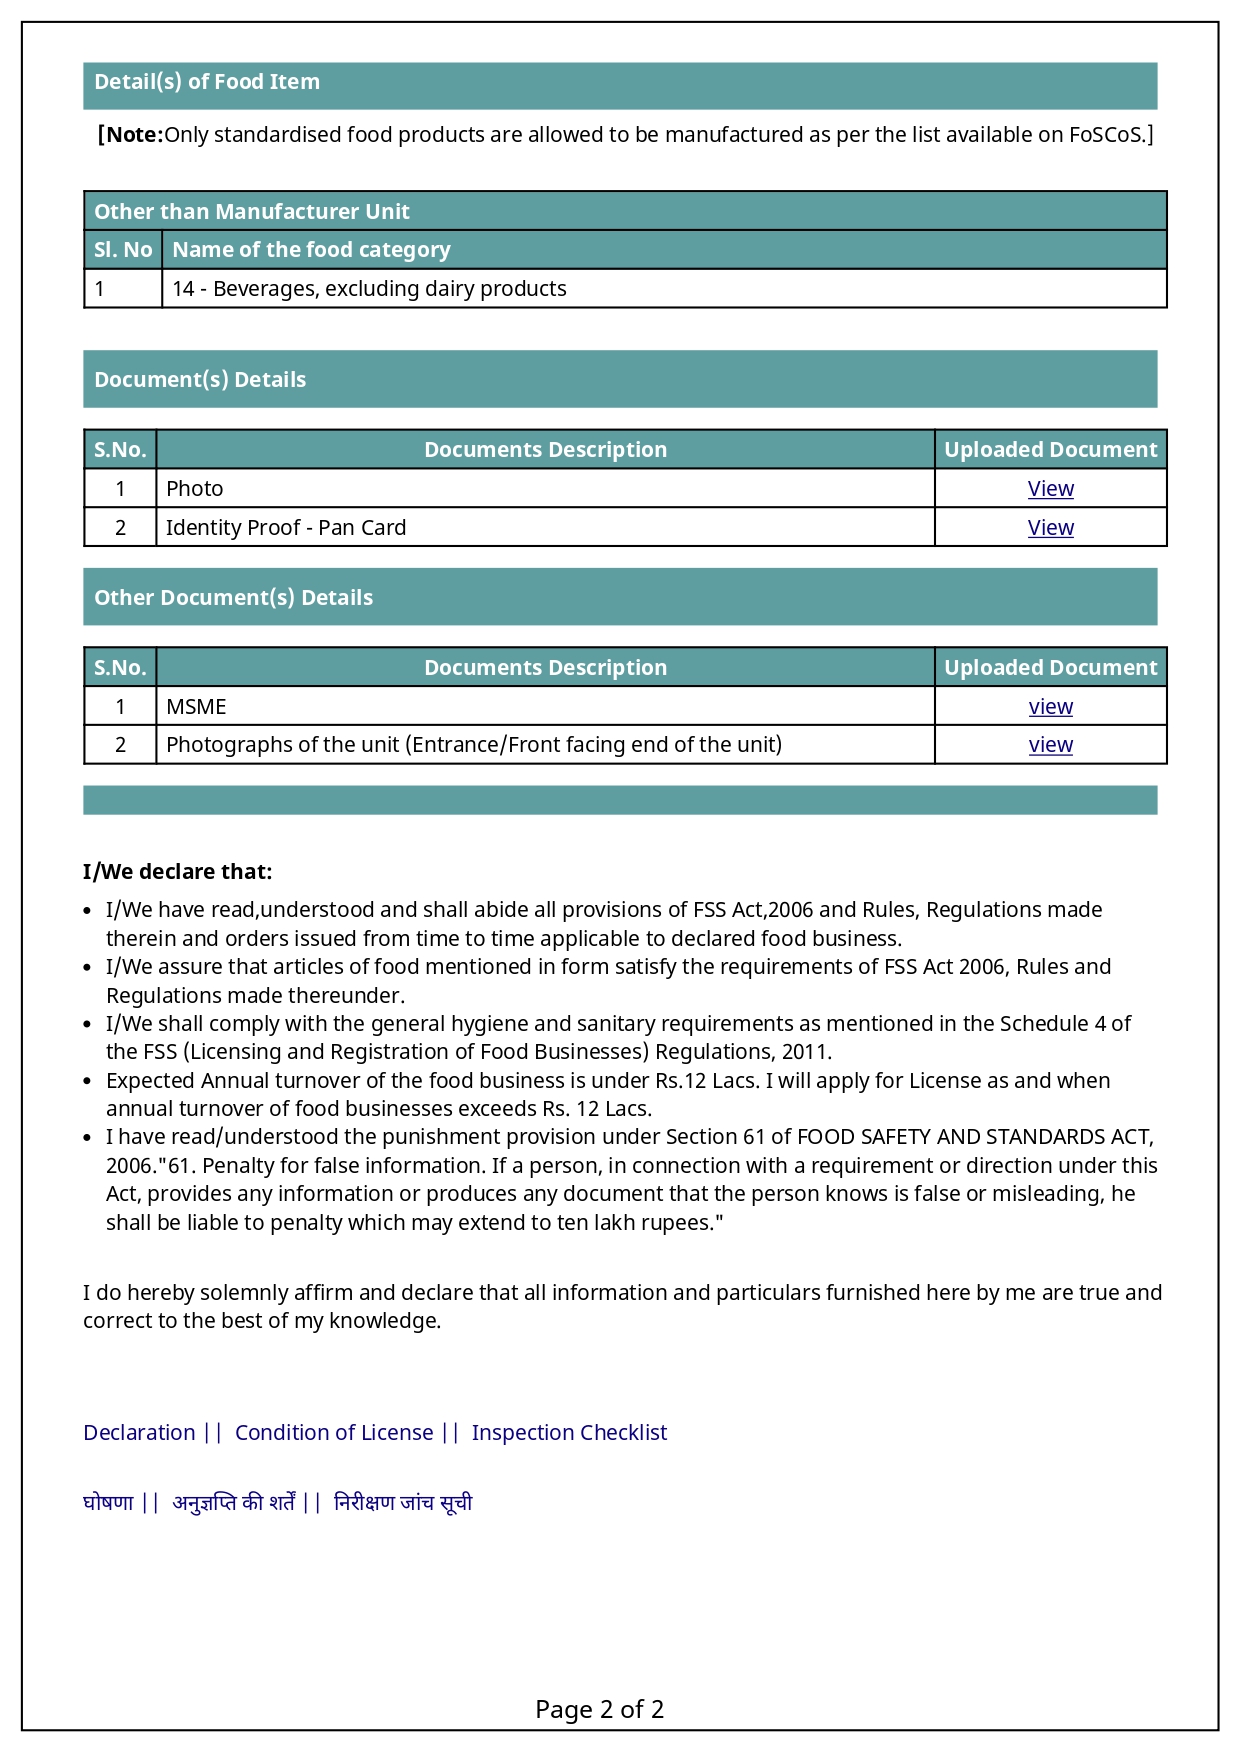 Detail(s) of Food Item
[Note:Only standardised food products are allowed to be manufactured as per the list available on FoSCoS.]
Other than Manufacturer Unit
Sl. No Name of the food category
1 14 - Beverages, excluding dairy products
Document(s) Details
S.No. Documents Description Uploaded Document
1 Photo View
2 Identity Proof - Pan Card View
Other Document(s) Details
S.No. Documents Description Uploaded Document
1 MSME view
2 Photographs of the unit (Entrance/Front facing end of the unit) view
I/We declare that:
• I/We have read,understood and shall abide all provisions of FSS Act,2006 and Rules, Regulations made
therein and orders issued from time to time applicable to declared food business.
• I/We assure that articles of food mentioned in form satisfy the requirements of FSS Act 2006, Rules and
Regulations made thereunder.
• I/We shall comply with the general hygiene and sanitary requirements as mentioned in the Schedule 4 of
the FSS (Licensing and Registration of Food Businesses) Regulations, 2011.
• Expected Annual turnover of the food business is under Rs.12 Lacs. I will apply for License as and when
annual turnover of food businesses exceeds Rs. 12 Lacs.
• I have read/understood the punishment provision under Section 61 of FOOD SAFETY AND STANDARDS ACT,
2006."61. Penalty for false information. If a person, in connection with a requirement or direction under this
Act, provides any information or produces any document that the person knows is false or misleading, he
shall be liable to penalty which may extend to ten lakh rupees."
I do hereby solemnly affirm and declare that all information and particulars furnished here by me are true and
correct to the best of my knowledge.
Declaration || Condition of License || Inspection Checklist
घोषणा || अनुज्ञप्ति की शर्तें || निरीक्षण जांच सूची
Page 2 of 2